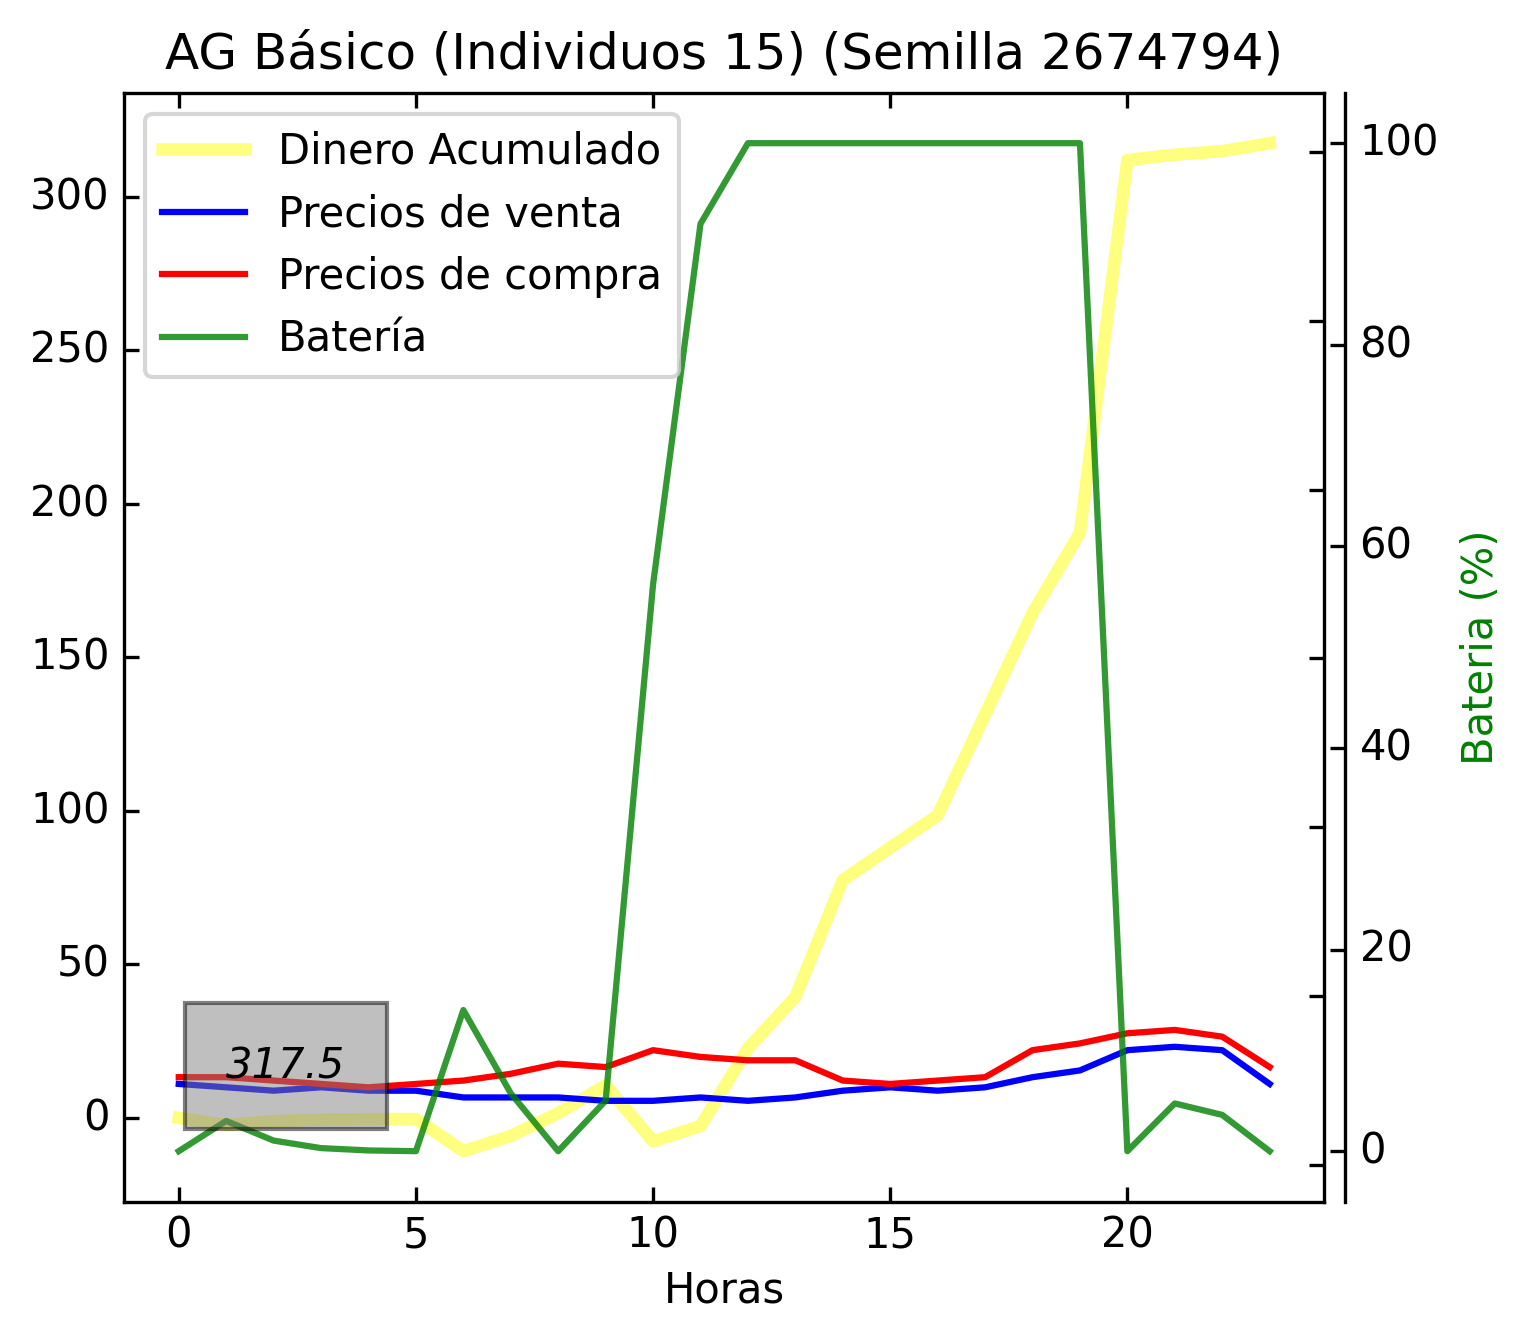 AG Básico (Individuos 15) (Semilla 2674794)
Dinero Acumulado
Precios de venta
Precios de compra
Batería
300
250
200
150
100
50
0
317.5
100
80
60
40
20
0
Bateria (%)
0 5 10 15 20
Horas